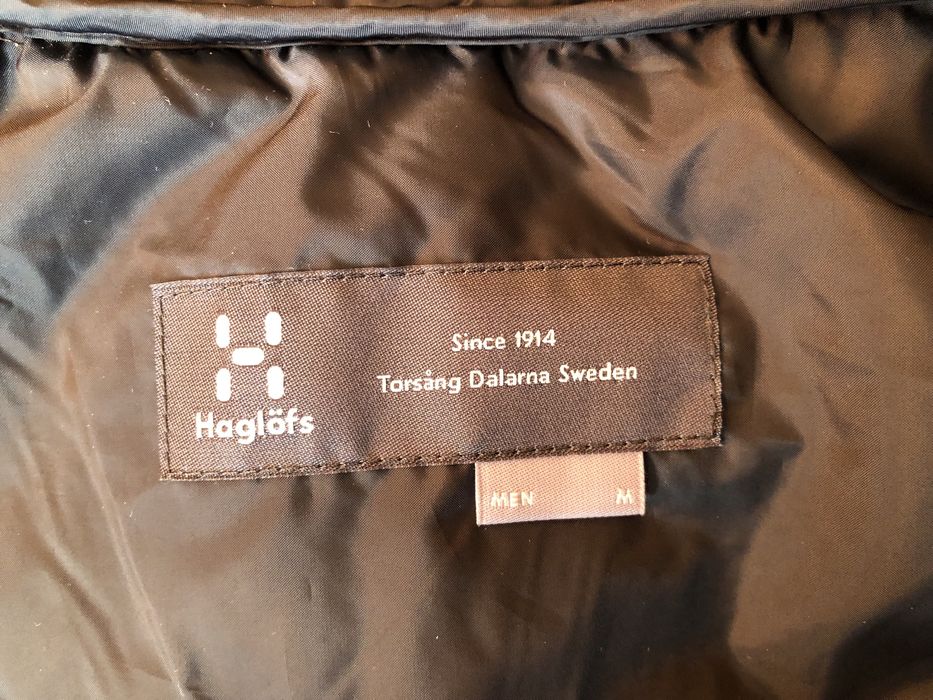 Haglöfs
Since 1914
Torsång Dalarna Sweden
MEN M